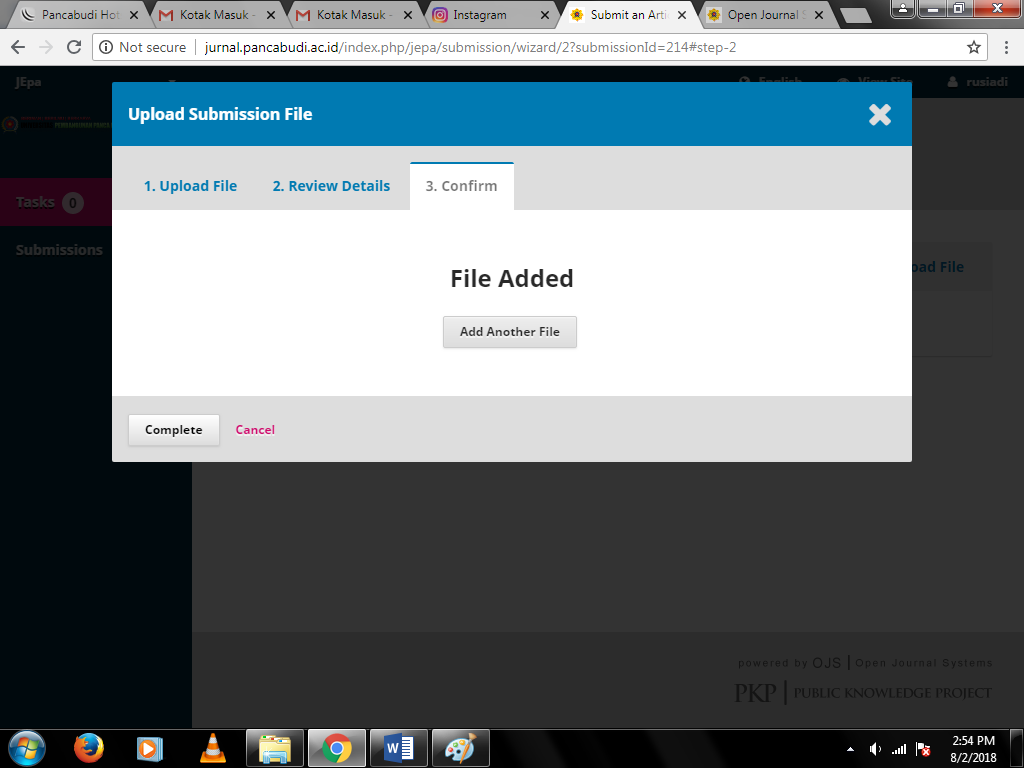 Pancabudi Hot
Kotak Masuk -
Kotak Masuk -
Instagram
Submit an Arti
Open Journal S
Not secure
jurnal.pancabudi.ac.id/index.php/jepa/submission/wizard/2?submissionId=214#step-2
JEpa
English
View Site
rusiadi
Upload Submission File
1. Upload File
2. Review Details
3. Confirm
Tasks 0
Submissions
oad File
File Added
Add Another File
Complete
Cancel
powered by OJS | Open Journal Systems
PKP | PUBLIC KNOWLEDGE PROJECT
2:54 PM
8/2/2018